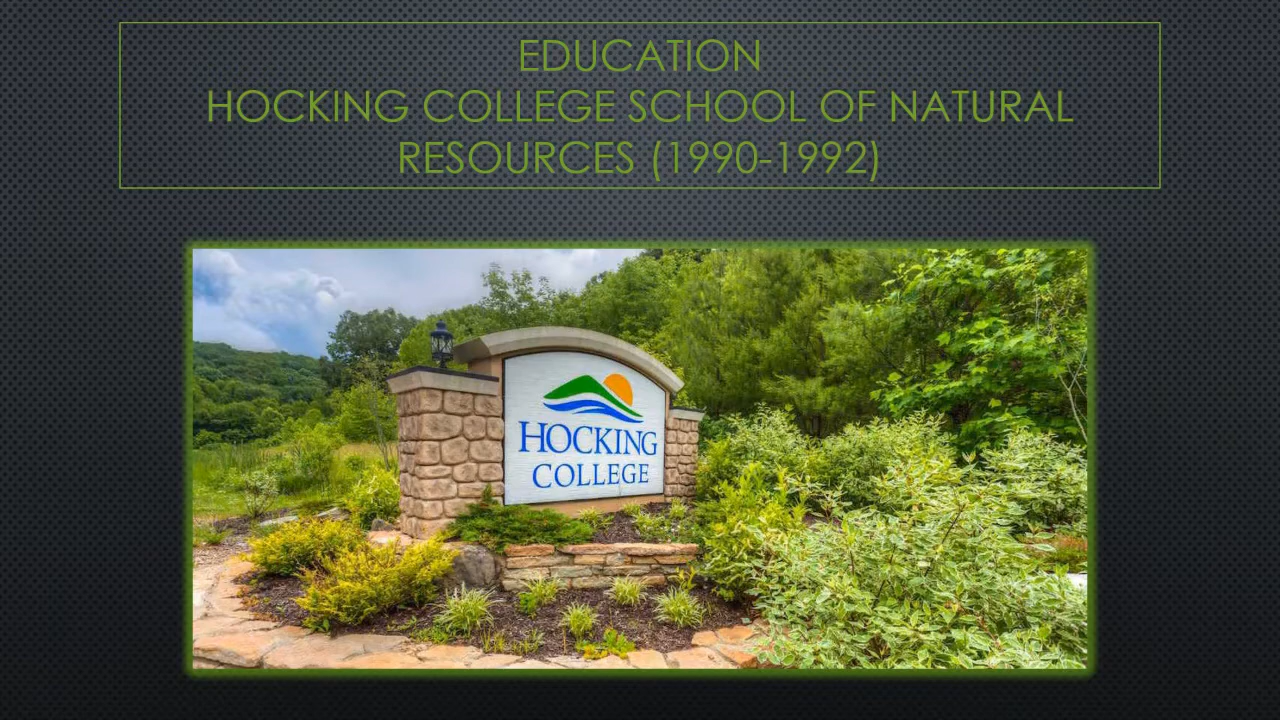 EDUCATION
HOCKING COLLEGE SCHOOL OF NATURAL
RESOURCES (1990-1992)
HOCKING
COLLEGE